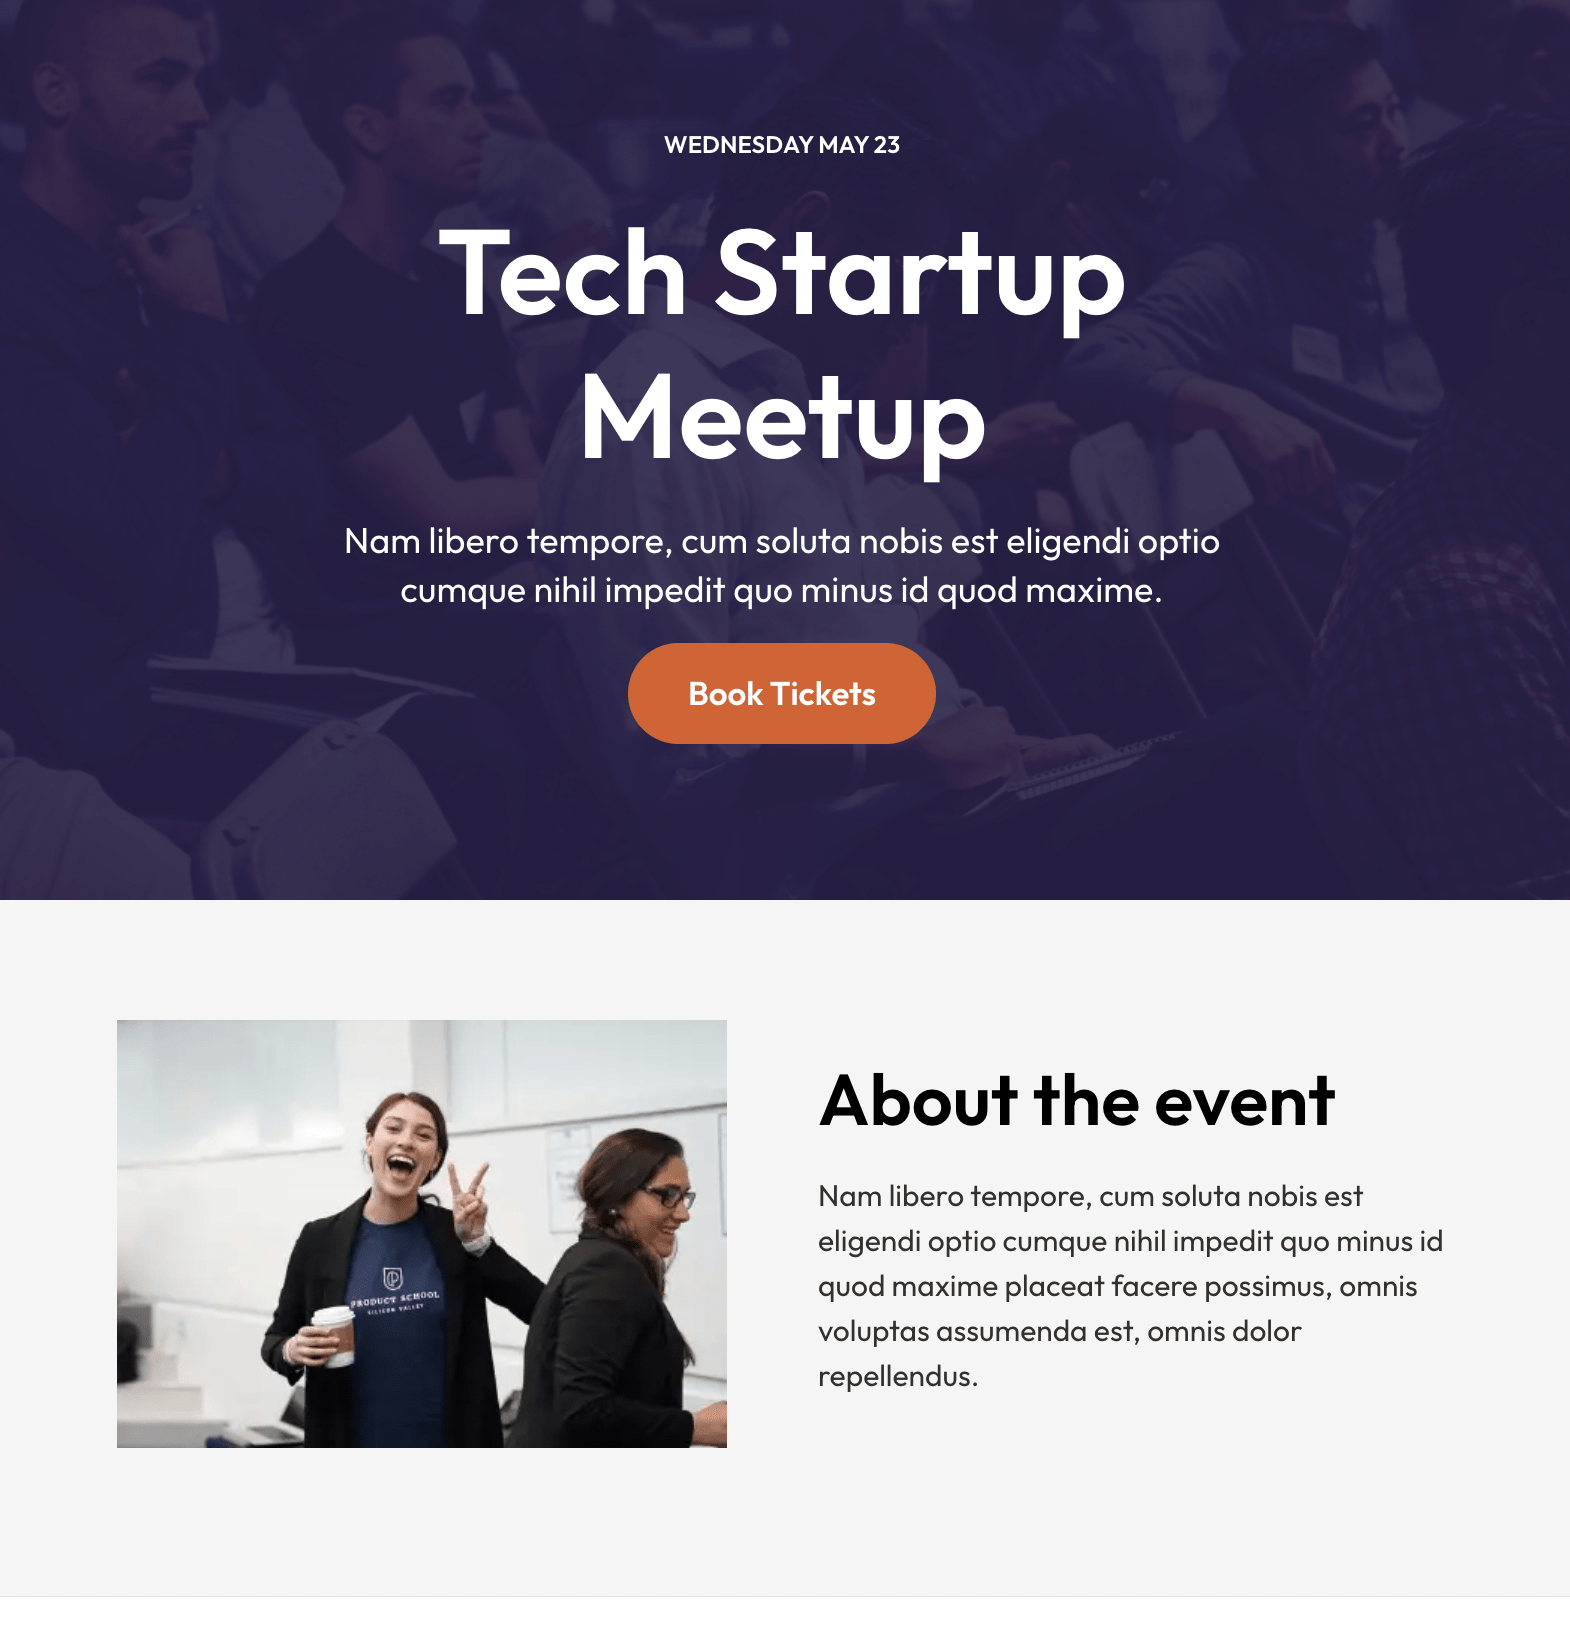 WEDNESDAY MAY 23
Tech Startup
Meetup
Nam libero tempore, cum soluta nobis est eligendi optio
cumque nihil impedit quo minus id quod maxime.
Book Tickets
About the event
Nam libero tempore, cum soluta nobis est
eligendi optio cumque nihil impedit quo minus id
quod maxime placeat facere possimus, omnis
voluptas assumenda est, omnis dolor
repellendus.
PRODUCT SCHOOL
SILICON VALLEY